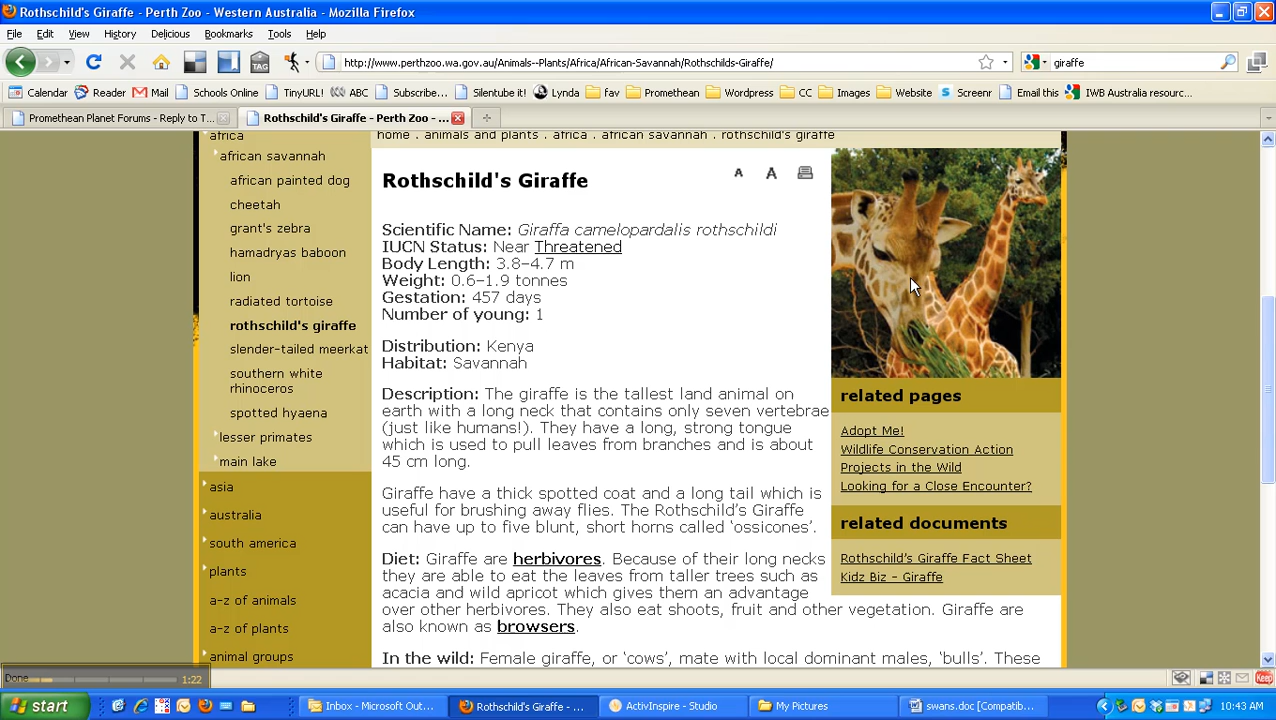 Rothschild's Giraffe - Perth Zoo - Western Australia - Mozilla Firefox
File Edit View History Delicious Bookmarks Tools Help
TAG http://www.perthzoo.wa.gov.au/Animals--Plants/Africa/African-Savannah/Rothschilds-Giraffe/ giraffe
Calendar Reader Mail Schools Online TinyURL! ABC Subscribe... Silentube it! Lynda fav Promethean Wordpress CC Images Website Screenr Email this IWB Australia resourc...
Promethean Planet Forums - Reply to T... Rothschild's Giraffe - Perth Zoo - ...
africa
african savannah
african painted dog
cheetah
grant's zebra
hamadryas baboon
lion
radiated tortoise
rothschild's giraffe
slender-tailed meerkat
southern white
rhinoceros
spotted hyaena
lesser primates
main lake
asia
australia
south america
plants
a-z of animals
a-z of plants
animal groups
home . animals and plants . africa . african savannah . rothschild's giraffe
Rothschild's Giraffe A A
Scientific Name: Giraffa camelopardalis rothschildi
IUCN Status: Near Threatened
Body Length: 3.8–4.7 m
Weight: 0.6–1.9 tonnes
Gestation: 457 days
Number of young: 1
Distribution: Kenya
Habitat: Savannah
Description: The giraffe is the tallest land animal on
earth with a long neck that contains only seven vertebrae
(just like humans!). They have a long, strong tongue
which is used to pull leaves from branches and is about
45 cm long.
Giraffe have a thick spotted coat and a long tail which is
useful for brushing away flies. The Rothschild's Giraffe
can have up to five blunt, short horns called ‘ossicones’.
Diet: Giraffe are herbivores. Because of their long necks
they are able to eat the leaves from taller trees such as
acacia and wild apricot which gives them an advantage
over other herbivores. They also eat shoots, fruit and other vegetation. Giraffe are
also known as browsers.
In the wild: Female giraffe, or ‘cows’, mate with local dominant males, ‘bulls’. These
related pages
Adopt Me!
Wildlife Conservation Action
Projects in the Wild
Looking for a Close Encounter?
related documents
Rothschild's Giraffe Fact Sheet
Kidz Biz - Giraffe
Done 1:22 Keep
start Inbox - Microsoft Out... Rothschild's Giraffe - ... ActivInspire - Studio My Pictures swans.doc [Compatib... 10:43 AM